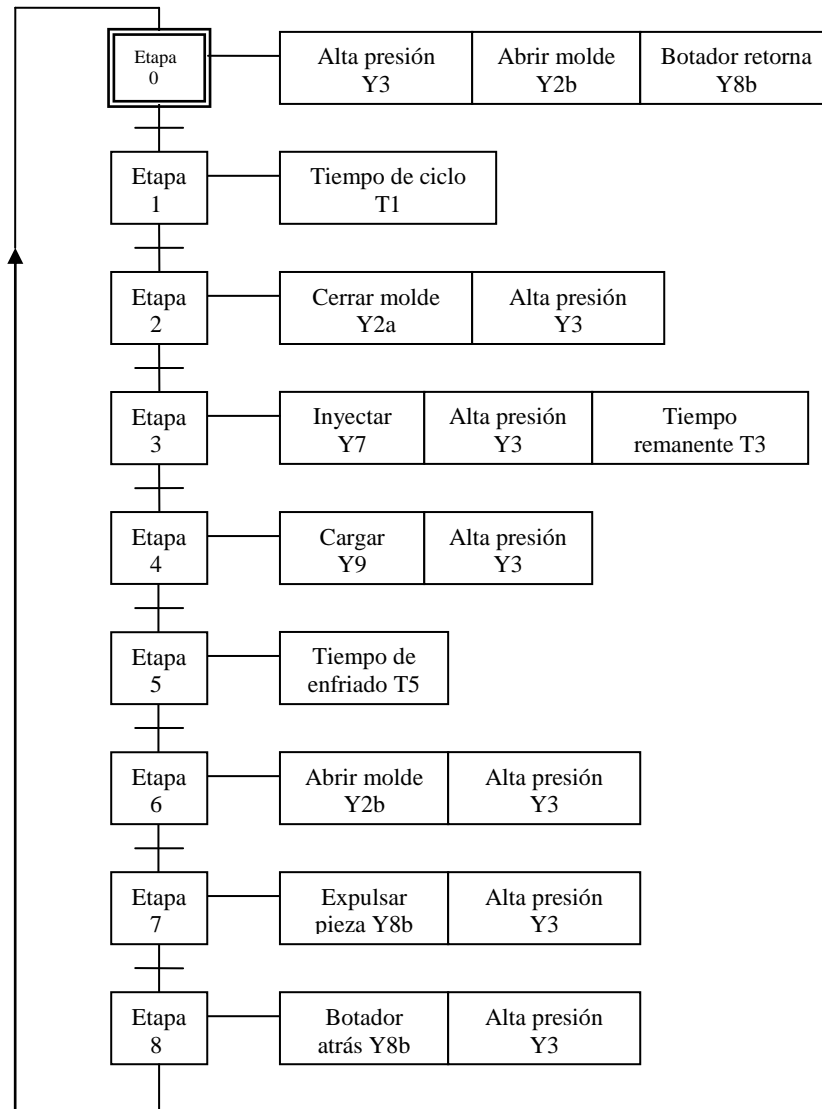 Etapa
0
Alta presión
Y3
Abrir molde
Y2b
Botador retorna
Y8b
Etapa
1
Tiempo de ciclo
T1
Etapa
2
Cerrar molde
Y2a
Alta presión
Y3
Etapa
3
Inyectar
Y7
Alta presión
Y3
Tiempo
remanente T3
Etapa
4
Cargar
Y9
Alta presión
Y3
Etapa
5
Tiempo de
enfriado T5
Etapa
6
Abrir molde
Y2b
Alta presión
Y3
Etapa
7
Expulsar
pieza Y8b
Alta presión
Y3
Etapa
8
Botador
atrás Y8b
Alta presión
Y3